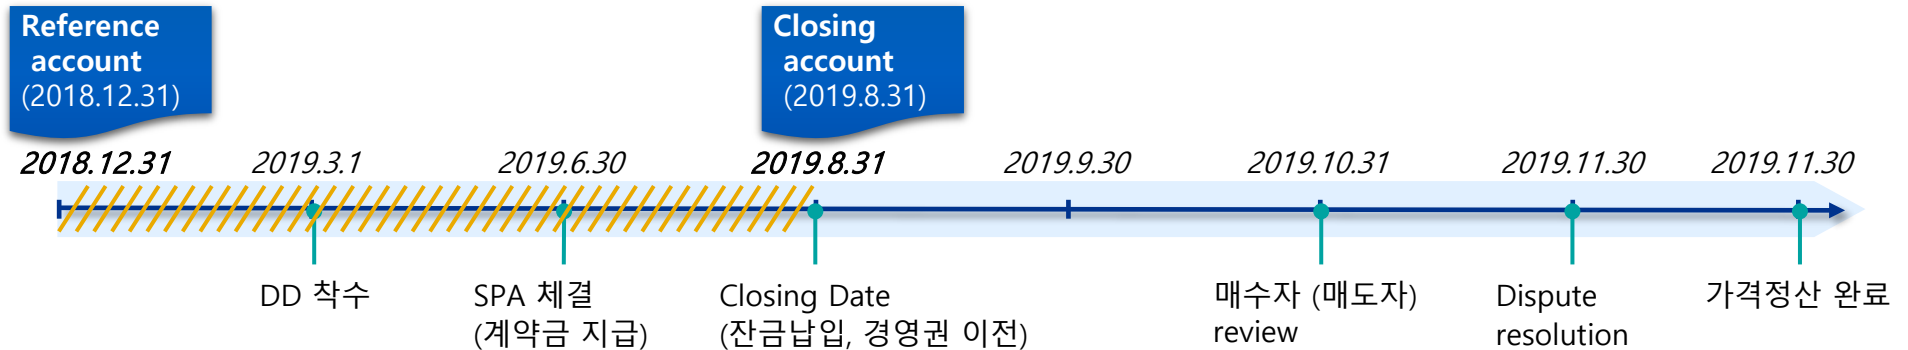 Reference
account
(2018.12.31)
Closing
account
(2019.8.31)
2018.12.31
2019.3.1
2019.6.30
2019.8.31
2019.9.30
2019.10.31
2019.11.30
2019.11.30
DD 착수
SPA 체결
(계약금 지급)
Closing Date
(잔금납입, 경영권 이전)
매수자 (매도자)
review
Dispute
resolution
가격정산 완료